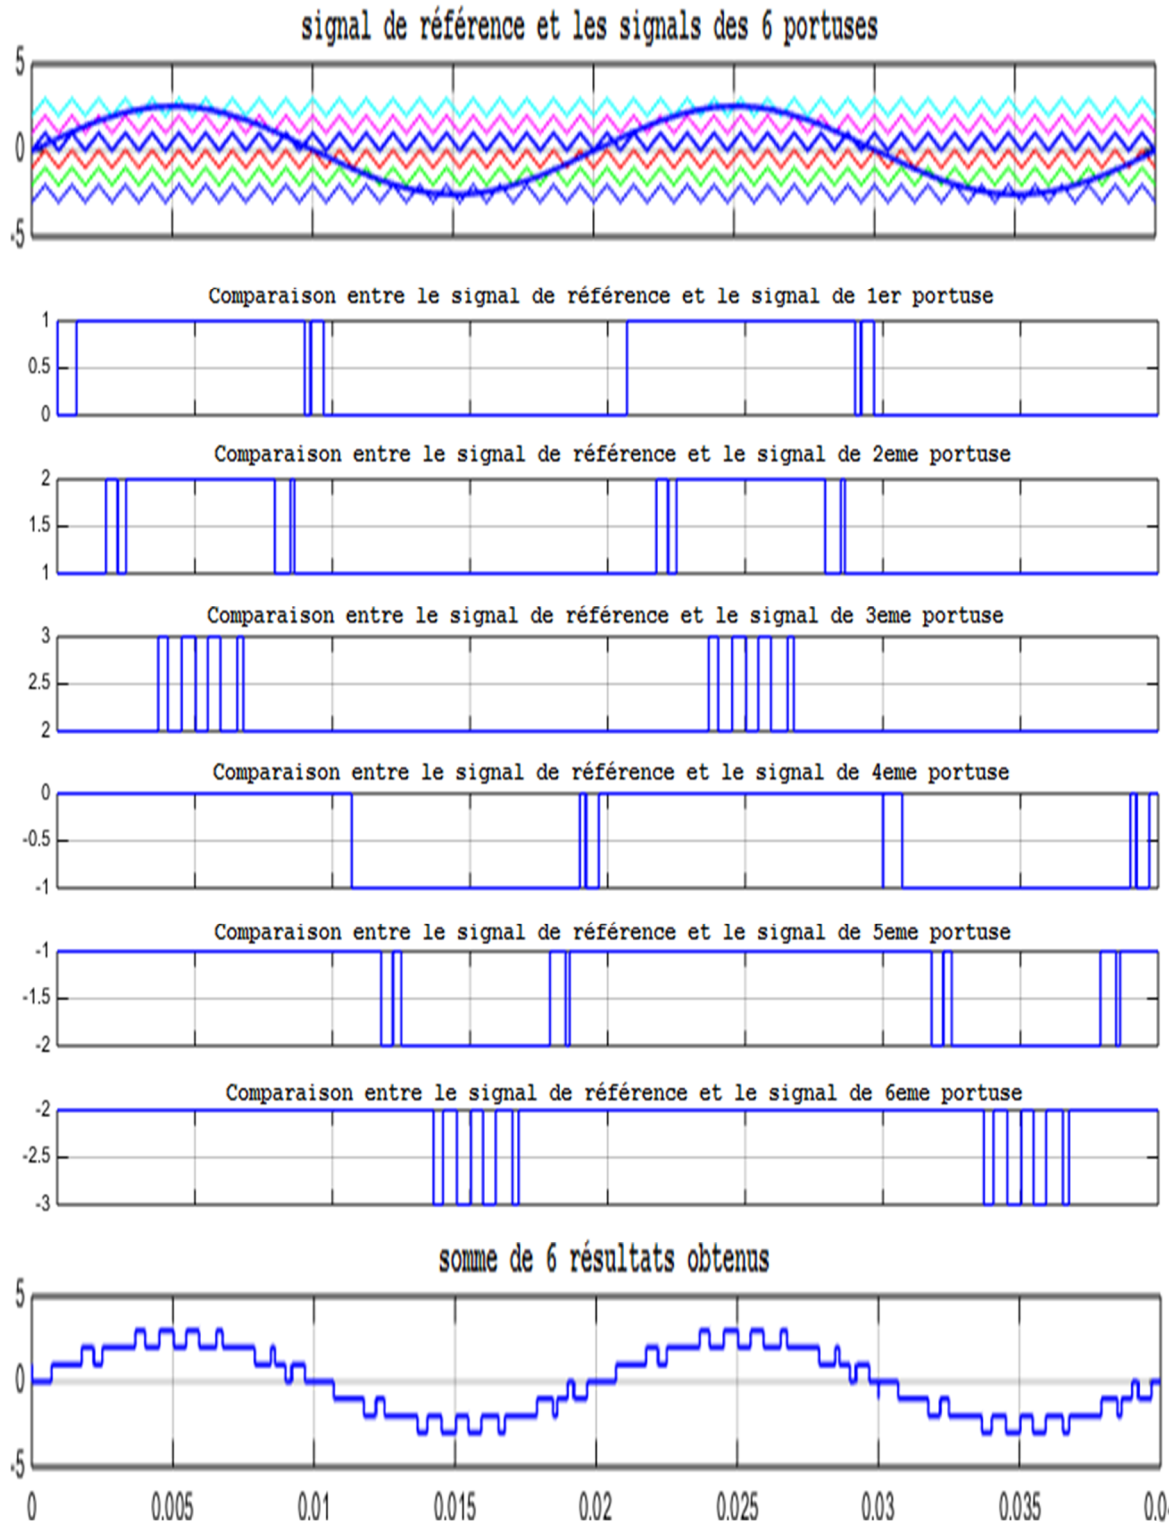 signal de référence et les signals des 6 portuses
5
0
-5
Comparaison entre le signal de référence et le signal de 1er portuse
1
0.5
0
Comparaison entre le signal de référence et le signal de 2eme portuse
2
1.5
1
Comparaison entre le signal de référence et le signal de 3eme portuse
3
2.5
2
Comparaison entre le signal de référence et le signal de 4eme portuse
0
-0.5
-1
Comparaison entre le signal de référence et le signal de 5eme portuse
-1
-1.5
-2
Comparaison entre le signal de référence et le signal de 6eme portuse
-2
-2.5
-3
somme de 6 résultats obtenus
5
0
-5
0 0.005 0.01 0.015 0.02 0.025 0.03 0.035